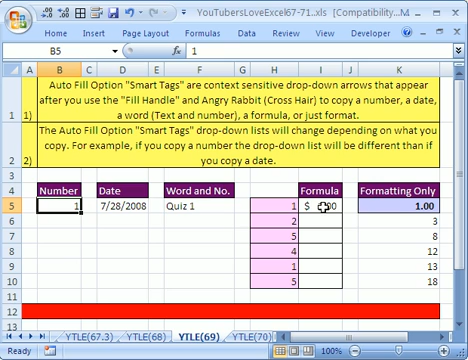 YouTubersLoveExcel67-71.xls [Compatibility...
Home Insert Page Layout Formulas Data Review View Developer
B5 fx 1
A B C D E F G H I J K
1 1) Auto Fill Option "Smart Tags" are context sensitive drop-down arrows that appear
after you use the "Fill Handle" and Angry Rabbit (Cross Hair) to copy a number, a date,
a word (Text and number), a formula, or just format.
2 2) The Auto Fill Option "Smart Tags" drop-down lists will change depending on what you
copy. For example, if you copy a number the drop-down list will be different than if
you copy a date.
3
4 Number Date Word and No. Formula Formatting Only
5 1 7/28/2008 Quiz 1 1 $ 1.00
6 2 3
7 5 8
8 4 12
9 1 13
10 5 18
11
12
13
YTLE(67.3) YTLE(68) YTLE(69) YTLE(70)
Ready 100%